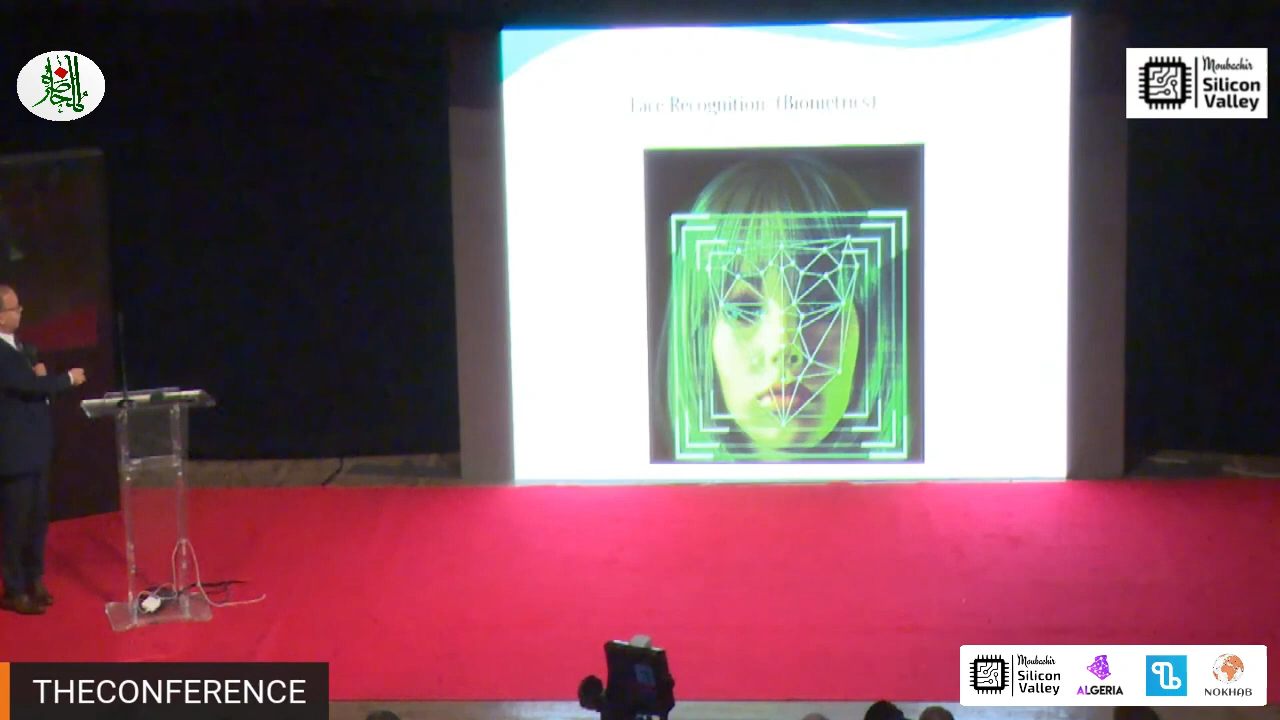 Moubachir
Silicon
Valley
Face Recognition (Biometrics)
THECONFERENCE
Moubachir
Silicon
Valley
ALGERIA
NOKHAB